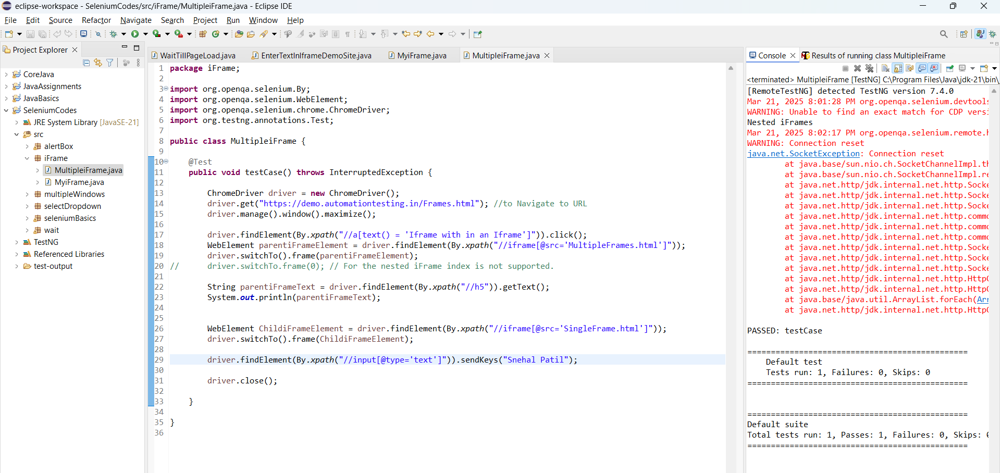 eclipse-workspace - SeleniumCodes/src/iFrame/MultipleiFrame.java - Eclipse IDE
File Edit Source Refactor Navigate Search Project Run Window Help
Project Explorer
CoreJava
JavaAssignments
JavaBasics
SeleniumCodes
JRE System Library [JavaSE-21]
src
alertBox
iFrame
MultipleiFrame.java
MyiFrame.java
multipleWindows
selectDropdown
seleniumBasics
wait
TestNG
Referenced Libraries
test-output
WaitTillPageLoad.java EnterTextInIframeDemoSite.java MyiFrame.java MultipleiFrame.java
1 package iFrame;
2
3 import org.openqa.selenium.By;
4 import org.openqa.selenium.WebElement;
5 import org.openqa.selenium.chrome.ChromeDriver;
6 import org.testng.annotations.Test;
7
8 public class MultipleiFrame {
9
10 @Test
11 public void testCase() throws InterruptedException {
12
13 ChromeDriver driver = new ChromeDriver();
14 driver.get("https://demo.automationtesting.in/Frames.html"); //to Navigate to URL
15 driver.manage().window().maximize();
16
17 driver.findElement(By.xpath("//a[text() = 'Iframe with in an Iframe']")).click();
18 WebElement parentiFrameElement = driver.findElement(By.xpath("//iframe[@src='MultipleFrames.html']"));
19 driver.switchTo().frame(parentiFrameElement);
20 // driver.switchTo.frame(0); // For the nested iFrame index is not supported.
21
22 String parentiFrameText = driver.findElement(By.xpath("//h5")).getText();
23 System.out.println(parentiFrameText);
24
25
26 WebElement ChildiFrameElement = driver.findElement(By.xpath("//iframe[@src='SingleFrame.html']"));
27 driver.switchTo().frame(ChildiFrameElement);
28
29 driver.findElement(By.xpath("//input[@type='text']")).sendKeys("Snehal Patil");
30
31 driver.close();
32
33 }
34
35 }
36
Console Results of running class MultipleiFrame
<terminated> MultipleiFrame [TestNG] C:\Program Files\Java\jdk-21\bin\
[RemoteTestNG] detected TestNG version 7.4.0
Mar 21, 2025 8:01:28 PM org.openqa.selenium.devtools
WARNING: Unable to find an exact match for CDP versi
Nested iFrames
Mar 21, 2025 8:02:17 PM org.openqa.selenium.remote.h
WARNING: Connection reset
java.net.SocketException: Connection reset
at java.base/sun.nio.ch.SocketChannelImpl.th
at java.base/sun.nio.ch.SocketChannelImpl.re
at java.net.http/jdk.internal.net.http.Socke
at java.net.http/jdk.internal.net.http.Socke
at java.net.http/jdk.internal.net.http.Socke
at java.net.http/jdk.internal.net.http.commo
at java.net.http/jdk.internal.net.http.commo
at java.net.http/jdk.internal.net.http.commo
at java.net.http/jdk.internal.net.http.Socke
at java.net.http/jdk.internal.net.http.Socke
at java.net.http/jdk.internal.net.http.Socke
at java.net.http/jdk.internal.net.http.HttpC
at java.net.http/jdk.internal.net.http.HttpC
at java.base/java.util.ArrayList.forEach(Arr
at java.net.http/jdk.internal.net.http.HttpC
PASSED: testCase
===============================================
Default test
Tests run: 1, Failures: 0, Skips: 0
===============================================
===============================================
Default suite
Total tests run: 1, Passes: 1, Failures: 0, Skips: 0
===============================================